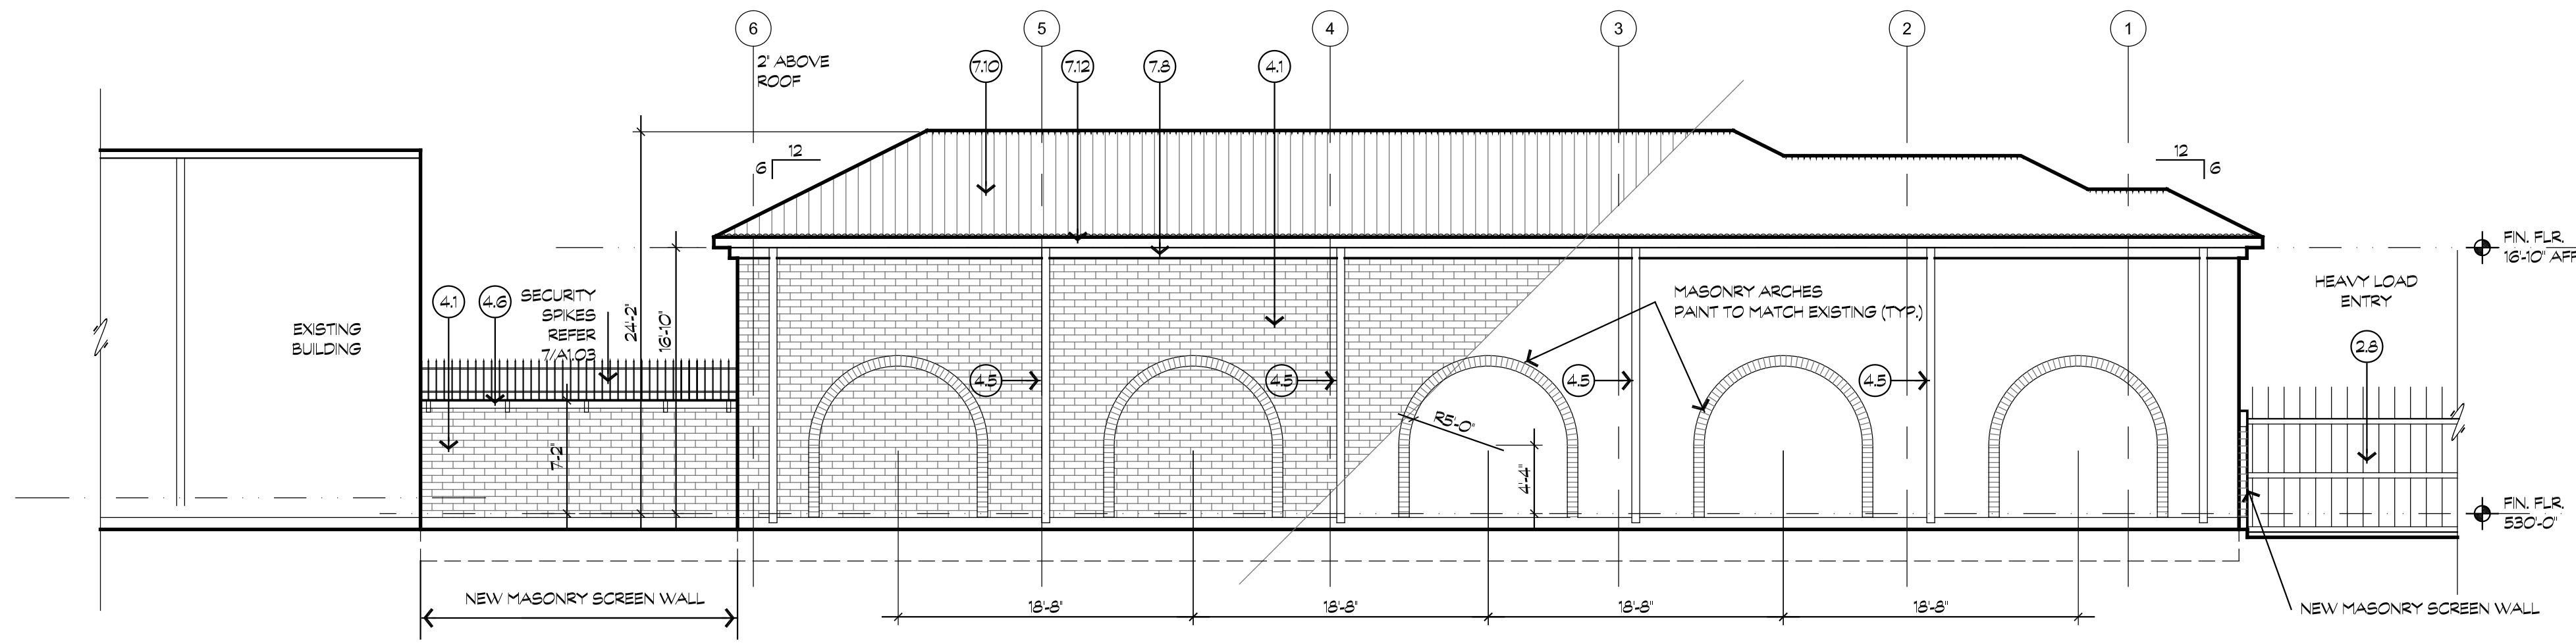 6
5
4
3
2
1
2' ABOVE
ROOF
7.10
7.12
7.8
4.1
12
6
12
6
FIN. FLR.
16'-10" AFF
HEAVY LOAD
ENTRY
2.8
4.1
4.6
SECURITY
SPIKES
REFER
7/A1.03
EXISTING
BUILDING
24'-2"
16'-10"
MASONRY ARCHES
PAINT TO MATCH EXISTING (TYP.)
4.5
4.5
4.5
4.5
R5'-0"
7'-2"
4'-4"
FIN. FLR.
530'-0"
NEW MASONRY SCREEN WALL
18'-8"
18'-8"
18'-8"
18'-8"
NEW MASONRY SCREEN WALL